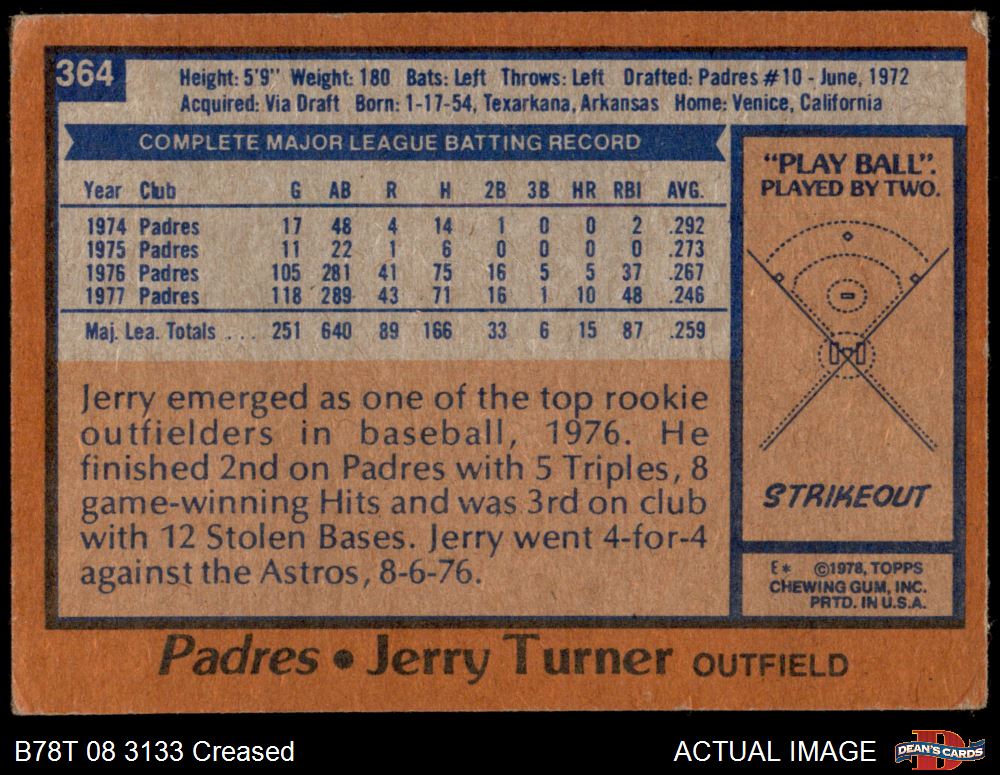 364
Height: 5'9" Weight: 180 Bats: Left Throws: Left Drafted: Padres #10 - June, 1972
Acquired: Via Draft Born: 1-17-54, Texarkana, Arkansas Home: Venice, California
COMPLETE MAJOR LEAGUE BATTING RECORD
Year Club G AB R H 2B 3B HR RBI AVG.
1974 Padres 17 48 4 14 1 0 0 2 .292
1975 Padres 11 22 1 6 0 0 0 0 .273
1976 Padres 105 281 41 75 16 5 5 37 .267
1977 Padres 118 289 43 71 16 1 10 48 .246
Maj. Lea. Totals . . . 251 640 89 166 33 6 15 87 .259
Jerry emerged as one of the top rookie
outfielders in baseball, 1976. He
finished 2nd on Padres with 5 Triples, 8
game-winning Hits and was 3rd on club
with 12 Stolen Bases. Jerry went 4-for-4
against the Astros, 8-6-76.
"PLAY BALL".
PLAYED BY TWO.
STRIKEOUT
E* ©1978, TOPPS
CHEWING GUM, INC.
PRTD. IN U.S.A.
Padres • Jerry Turner OUTFIELD
B78T 08 3133 Creased
ACTUAL IMAGE
DEAN'S CARDS